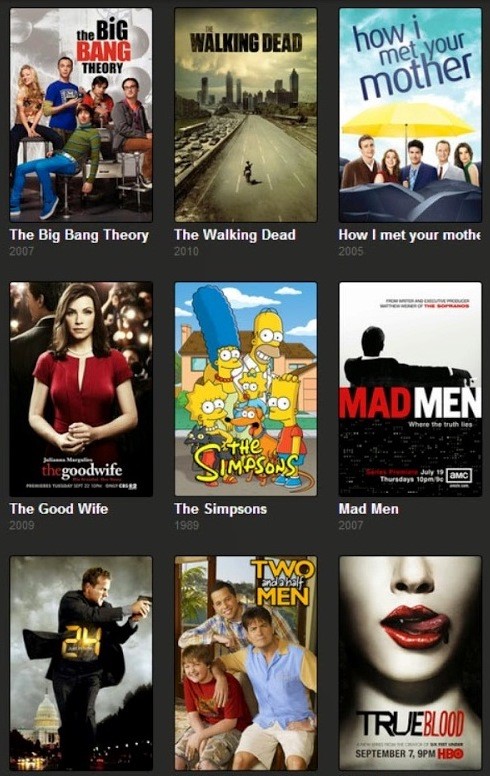 the BIG
BANG
THEORY
THE
WALKING DEAD
how i
met your
mother
The Big Bang Theory
2007
The Walking Dead
2010
How I met your mothe
2005
Julianna Margulies
thegoodwife
PREMIERES TUESDAY SEPT 22 10PM ONLY CBS
the
Simpsons
FROM WRITER AND EXECUTIVE PRODUCER
MATTHEW WEINER OF THE SOPRANOS
MAD MEN
Where the truth lies
Series Premiere July 19
Thursdays 10pm/9c
amc
The Good Wife
2009
The Simpsons
1989
Mad Men
2007
24
TWO
and a half
MEN
TRUEBLOOD
A NEW SERIES FROM THE CREATOR OF SIX FEET UNDER
SEPTEMBER 7, 9PM HBO